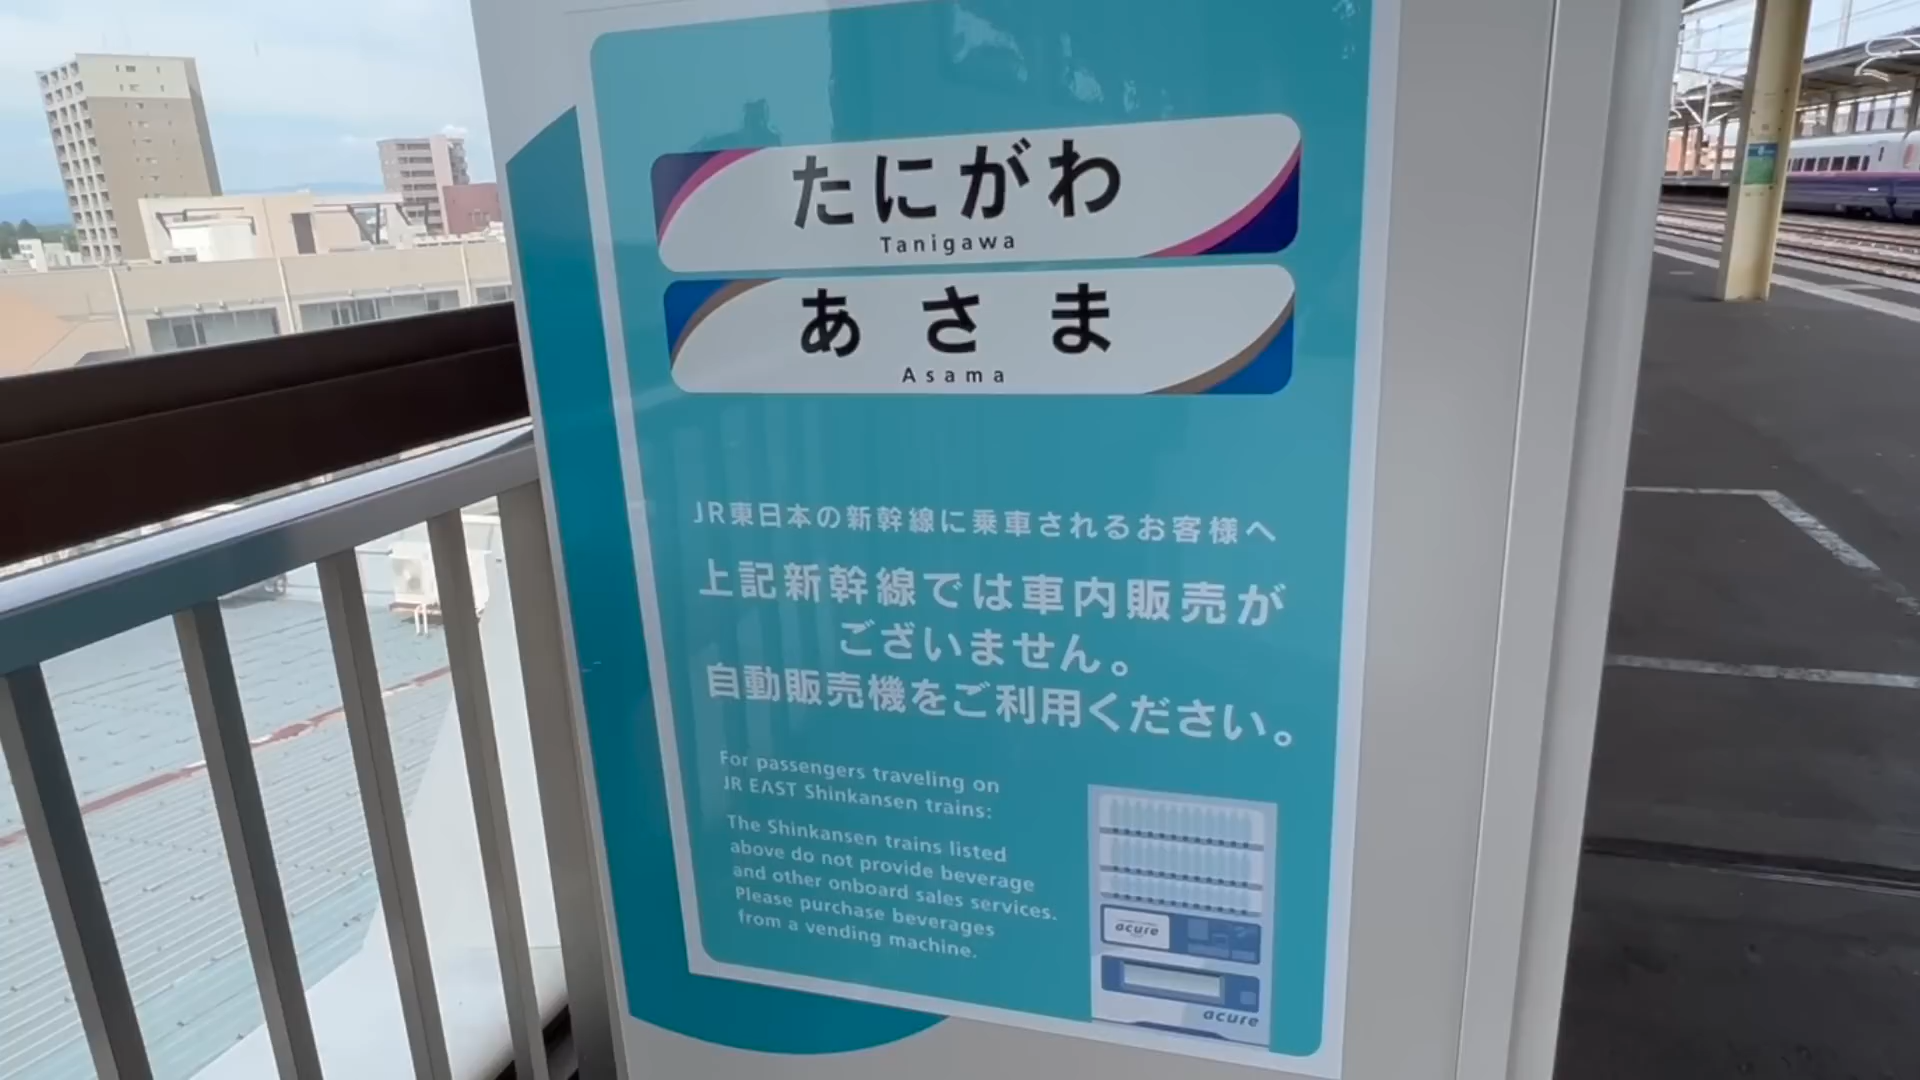 たにがわ
Tanigawa
あさま
Asama
JR東日本の新幹線に乗車されるお客様へ
上記新幹線では車内販売が
ございません。
自動販売機をご利用ください。
For passengers traveling on
JR EAST Shinkansen trains:
The Shinkansen trains listed
above do not provide beverage
and other onboard sales services.
Please purchase beverages
from a vending machine.
acure
acure